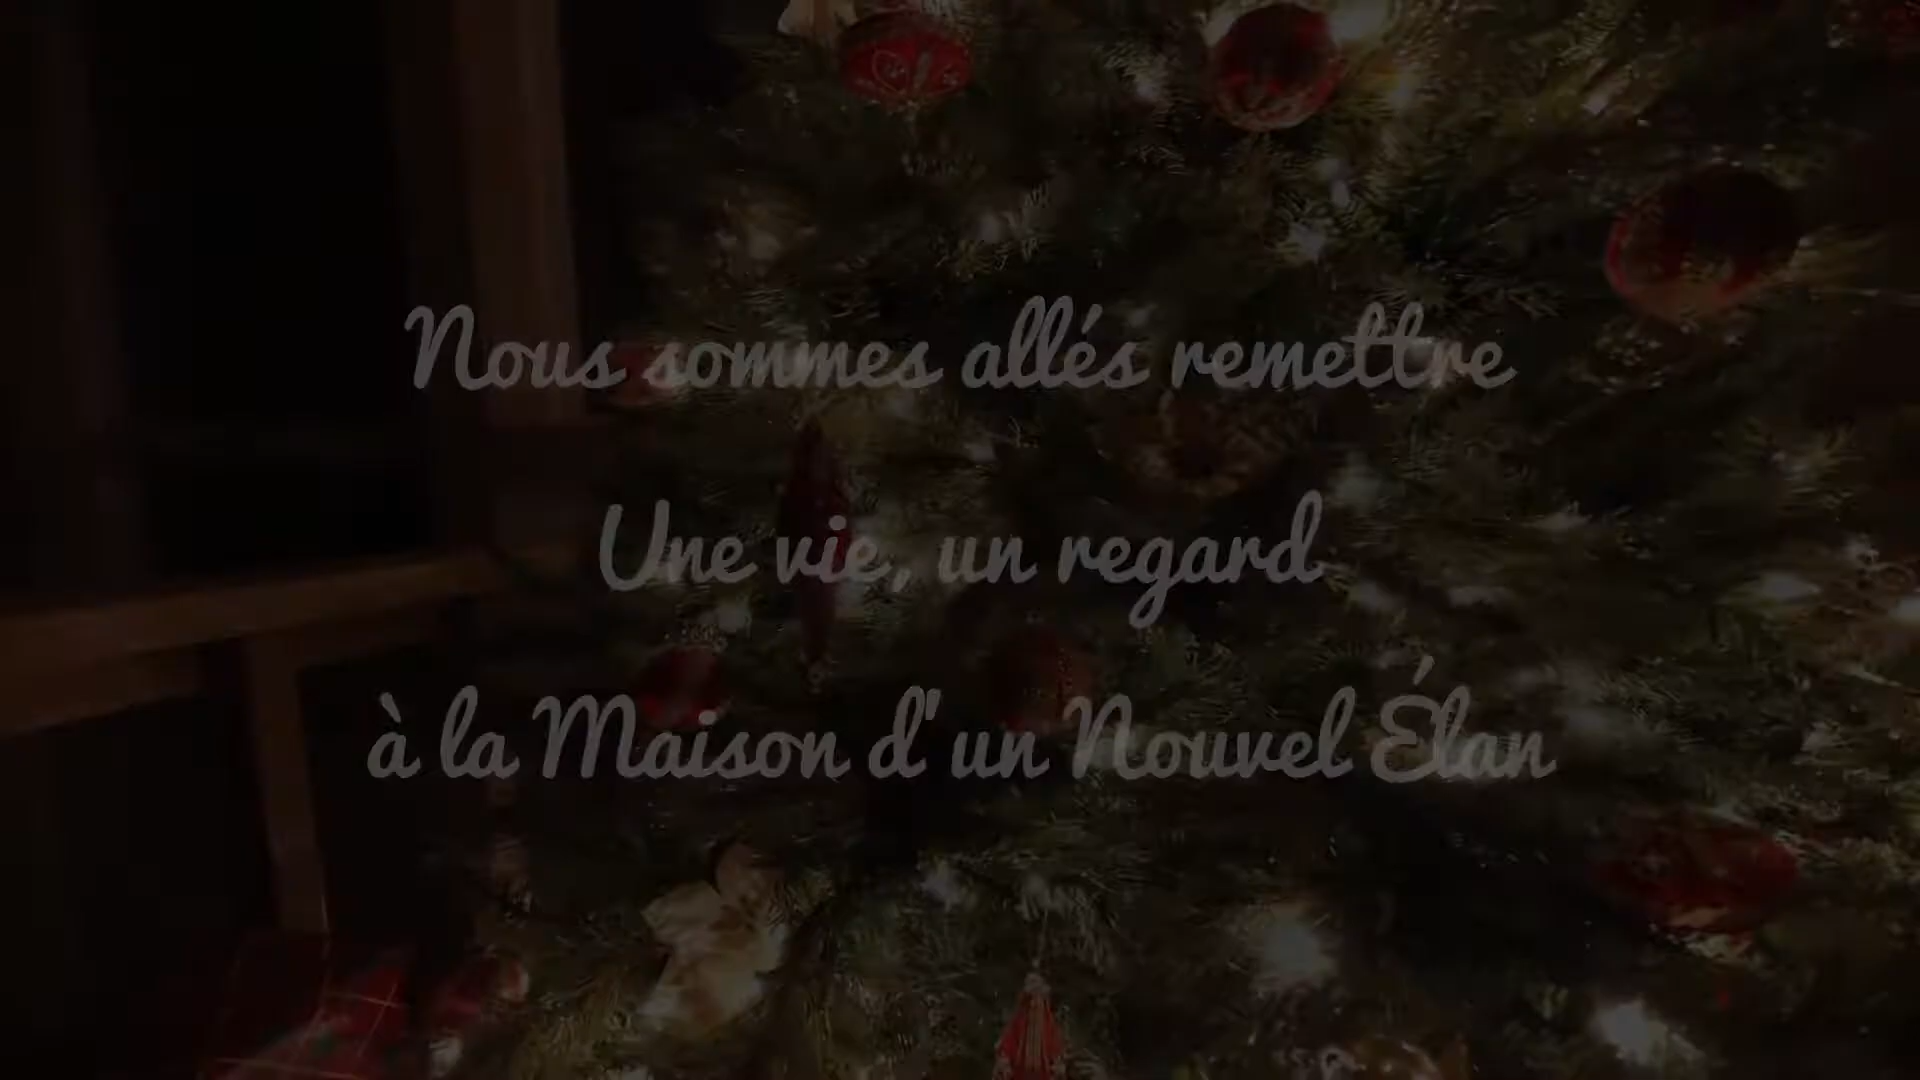 Nous sommes allés remettre
Une vie, un regard
à la Maison d'un Nouvel Élan